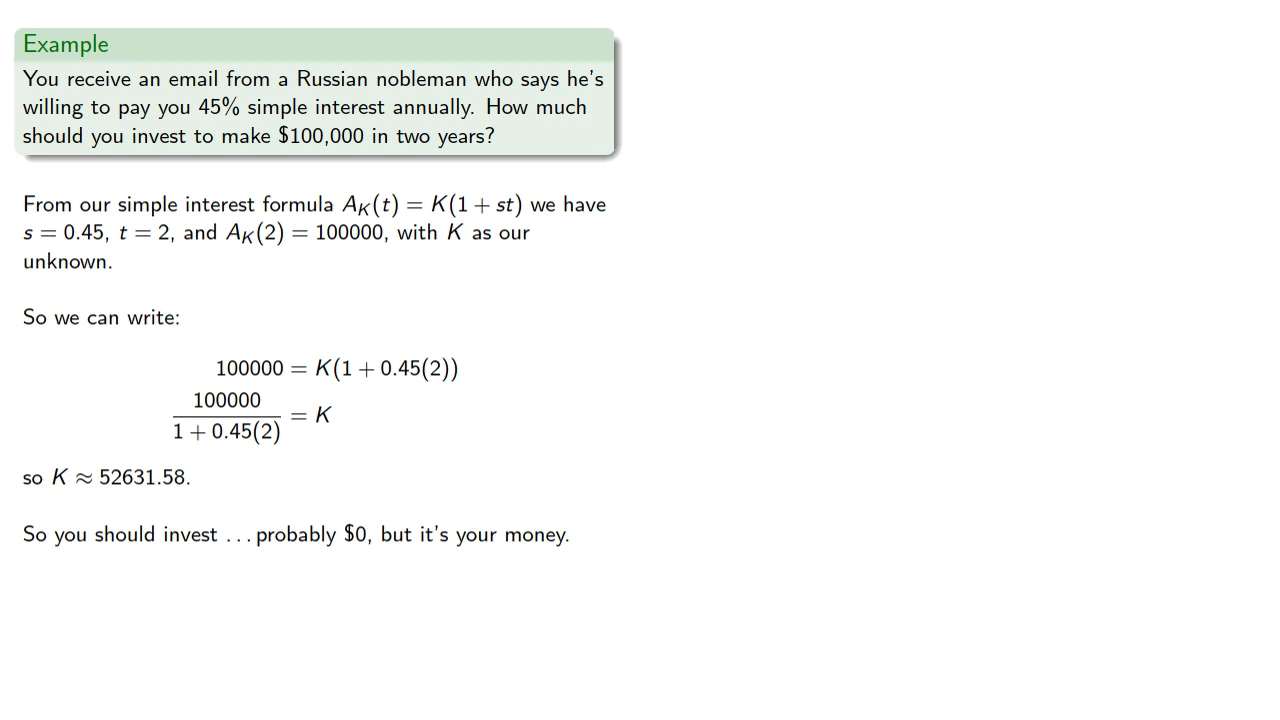 Example
You receive an email from a Russian nobleman who says he's
willing to pay you 45% simple interest annually. How much
should you invest to make $100,000 in two years?
From our simple interest formula A_K(t) = K(1 + st) we have
s = 0.45, t = 2, and A_K(2) = 100000, with K as our
unknown.
So we can write:
100000 = K(1 + 0.45(2))
100000
1 + 0.45(2)
= K
so K ≈ 52631.58.
So you should invest ... probably $0, but it's your money.